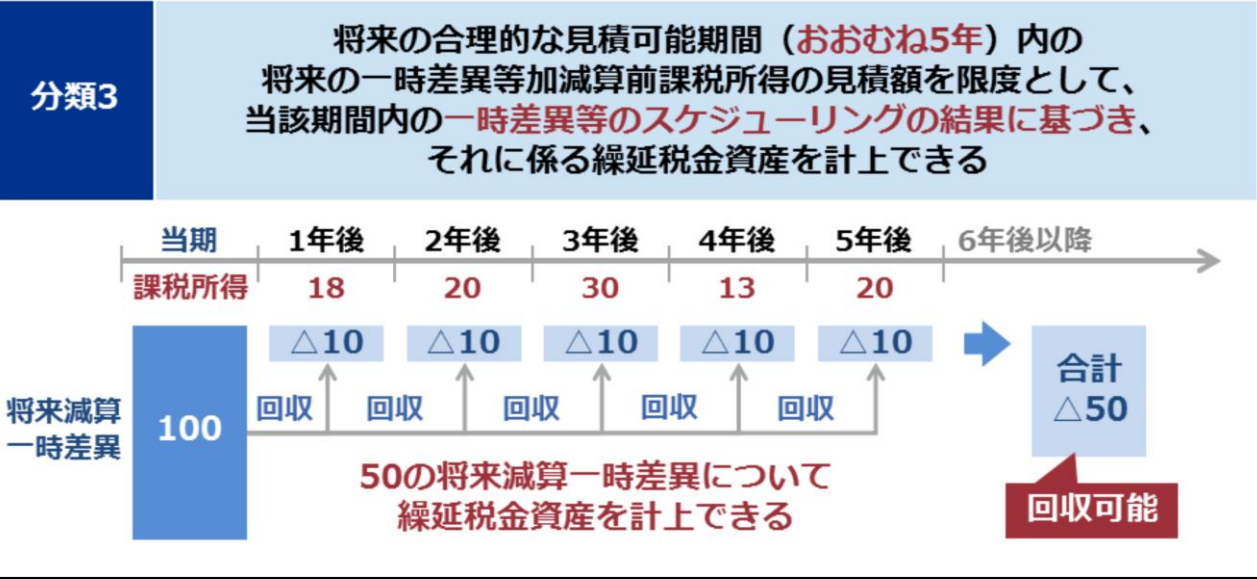 分類3
将来の合理的な見積可能期間（おおむね5年）内の
将来の一時差異等加減算前課税所得の見積額を限度として、
当該期間内の一時差異等のスケジューリングの結果に基づき、
それに係る繰延税金資産を計上できる
当期 1年後 2年後 3年後 4年後 5年後 6年後以降
課税所得 18 20 30 13 20
△10 △10 △10 △10 △10
将来減算
一時差異
100
回収 回収 回収 回収 回収
合計
△50
50の将来減算一時差異について
繰延税金資産を計上できる
回収可能